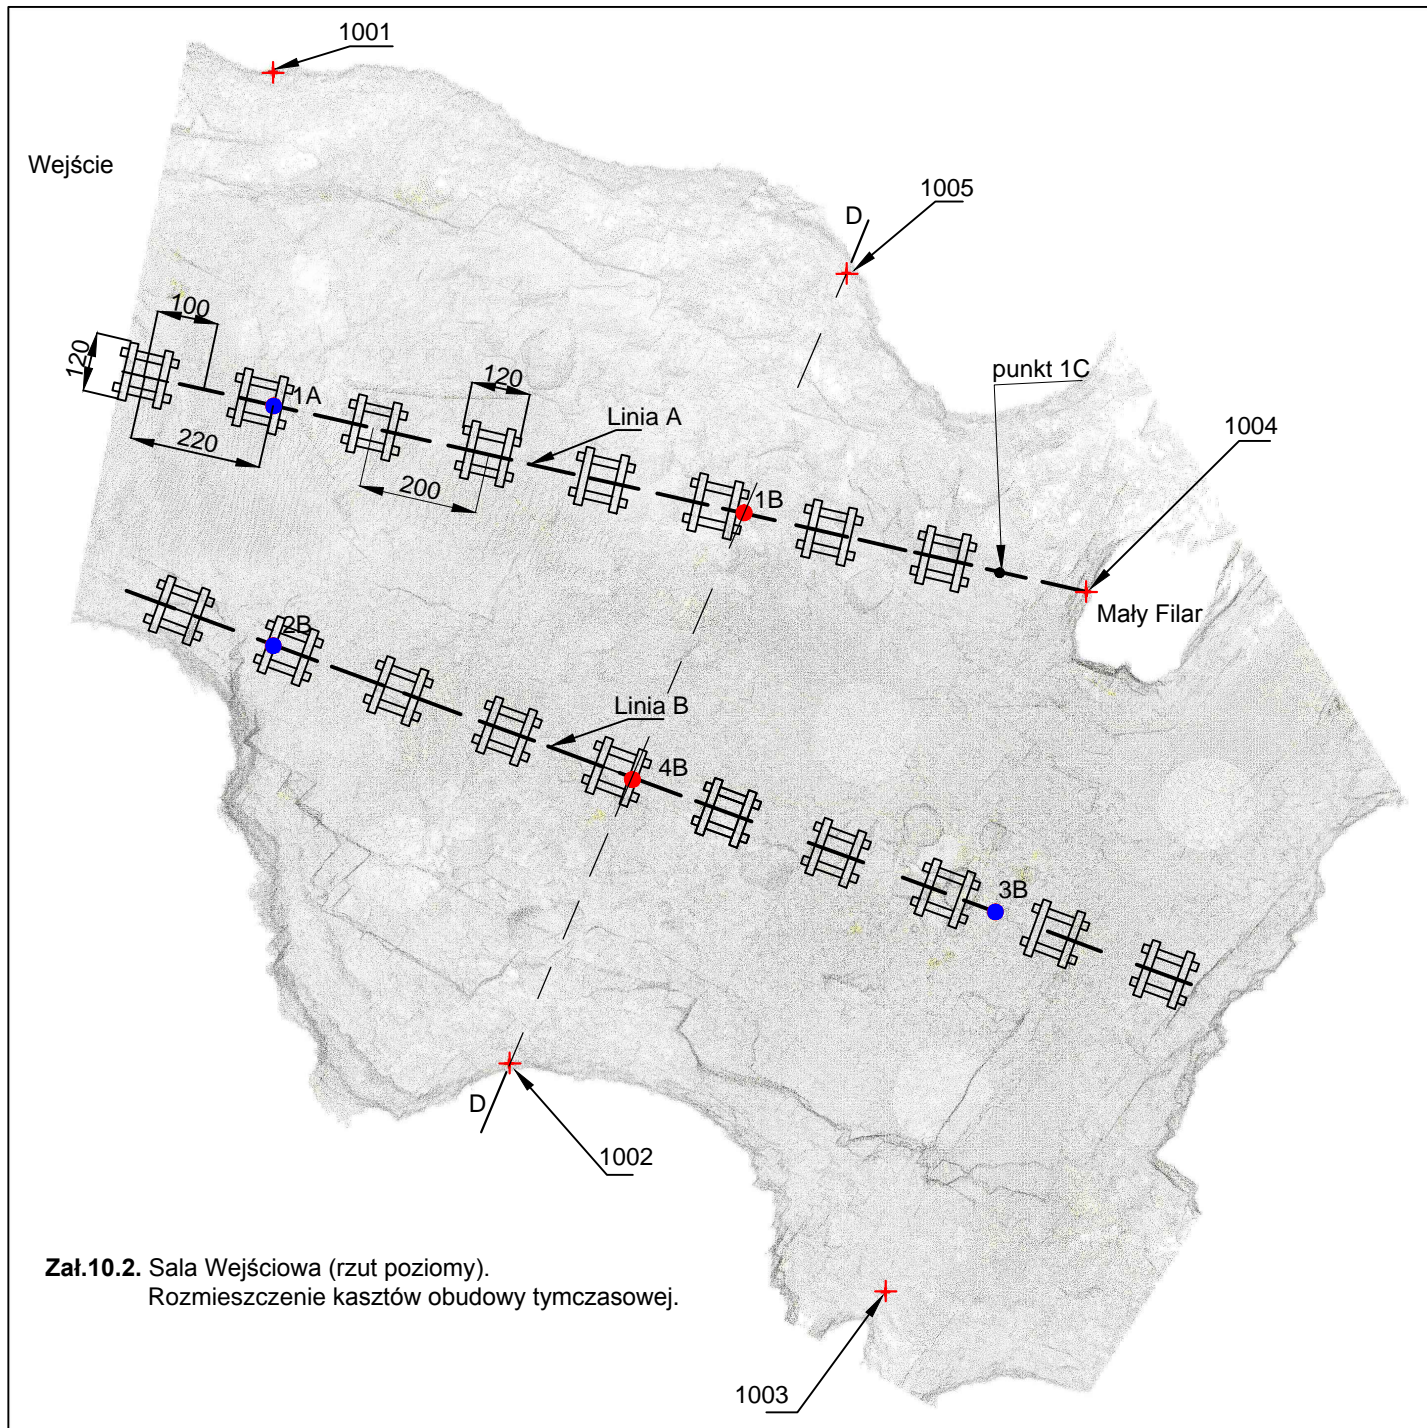 1001
Wejście
1005
D
100
120
120
punkt 1C
1A
Linia A
1004
220
200
1B
Mały Filar
2B
Linia B
4B
3B
D
1002
Zał.10.2. Sala Wejściowa (rzut poziomy).
Rozmieszczenie kasztów obudowy tymczasowej.
1003